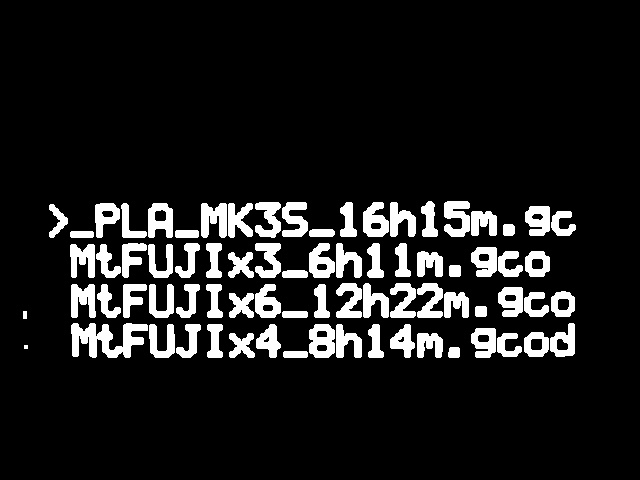 >_PLA_MK3S_16h15m.gc
MtFUJIx3_6h11m.gco
MtFUJIx6_12h22m.gco
MtFUJIx4_8h14m.gcod